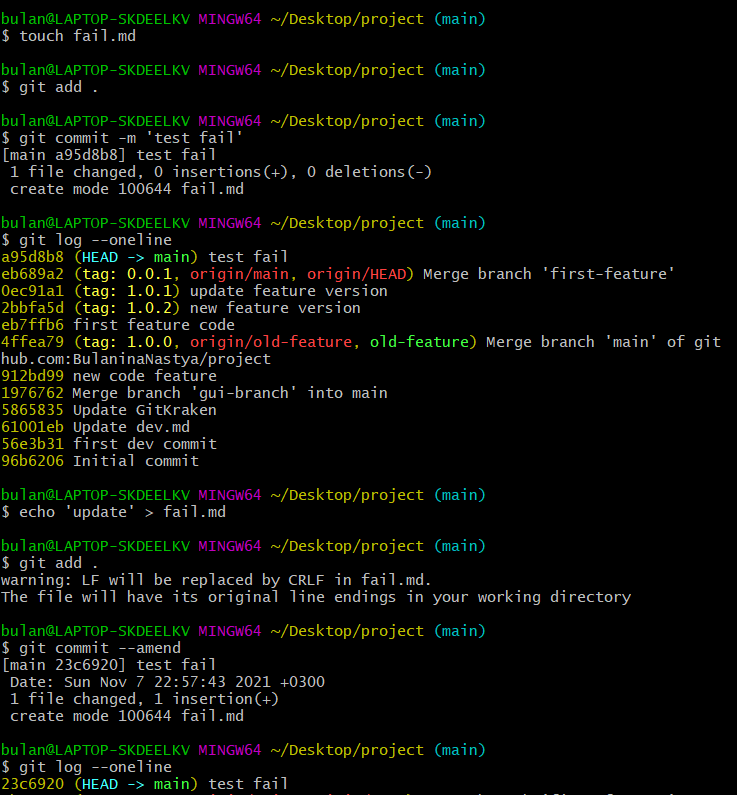 bulan@LAPTOP-SKDEELKV MINGW64 ~/Desktop/project (main)
$ touch fail.md
bulan@LAPTOP-SKDEELKV MINGW64 ~/Desktop/project (main)
$ git add .
bulan@LAPTOP-SKDEELKV MINGW64 ~/Desktop/project (main)
$ git commit -m 'test fail'
[main a95d8b8] test fail
 1 file changed, 0 insertions(+), 0 deletions(-)
 create mode 100644 fail.md
bulan@LAPTOP-SKDEELKV MINGW64 ~/Desktop/project (main)
$ git log --oneline
a95d8b8 (HEAD -> main) test fail
eb689a2 (tag: 0.0.1, origin/main, origin/HEAD) Merge branch 'first-feature'
0ec91a1 (tag: 1.0.1) update feature version
2bbfa5d (tag: 1.0.2) new feature version
eb7ffb6 first feature code
4ffea79 (tag: 1.0.0, origin/old-feature, old-feature) Merge branch 'main' of git
hub.com:BulaninaNastya/project
912bd99 new code feature
1976762 Merge branch 'gui-branch' into main
5865835 Update GitKraken
61001eb Update dev.md
56e3b31 first dev commit
96b6206 Initial commit
bulan@LAPTOP-SKDEELKV MINGW64 ~/Desktop/project (main)
$ echo 'update' > fail.md
bulan@LAPTOP-SKDEELKV MINGW64 ~/Desktop/project (main)
$ git add .
warning: LF will be replaced by CRLF in fail.md.
The file will have its original line endings in your working directory
bulan@LAPTOP-SKDEELKV MINGW64 ~/Desktop/project (main)
$ git commit --amend
[main 23c6920] test fail
 Date: Sun Nov 7 22:57:43 2021 +0300
 1 file changed, 1 insertion(+)
 create mode 100644 fail.md
bulan@LAPTOP-SKDEELKV MINGW64 ~/Desktop/project (main)
$ git log --oneline
23c6920 (HEAD -> main) test fail